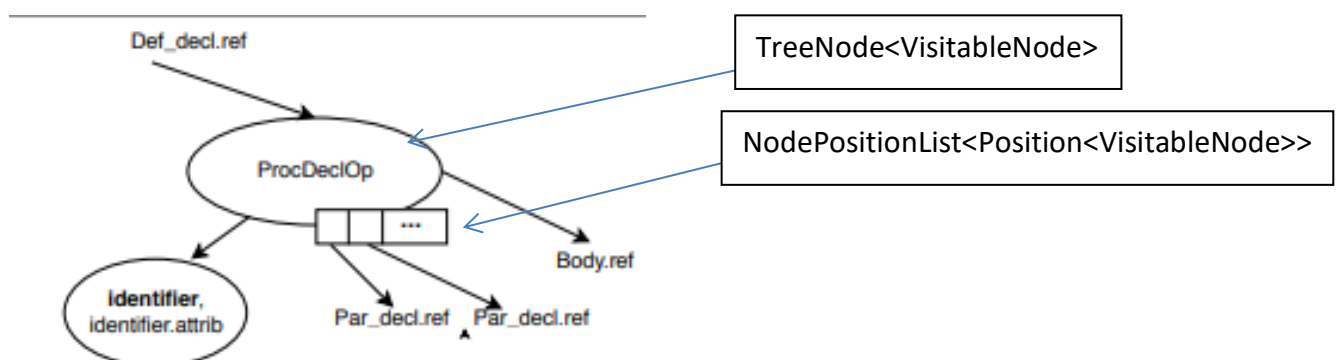 Def_decl.ref
TreeNode<VisitableNode>
NodePositionList<Position<VisitableNode>>
ProcDeclOp
...
Body.ref
identifier,
identifier.attrib
Par_decl.ref Par_decl.ref